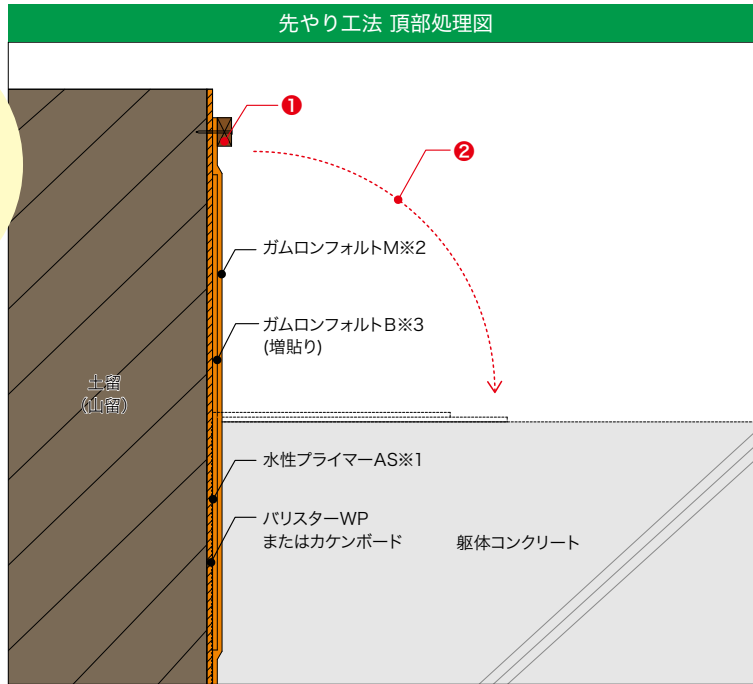 先やり工法 頂部処理図
❶
❷
ガムロンフォルトM※2
ガムロンフォルトB※3
(増貼り)
土留
(山留)
水性プライマーAS※1
バリスターWP
またはカケンボード
躯体コンクリート